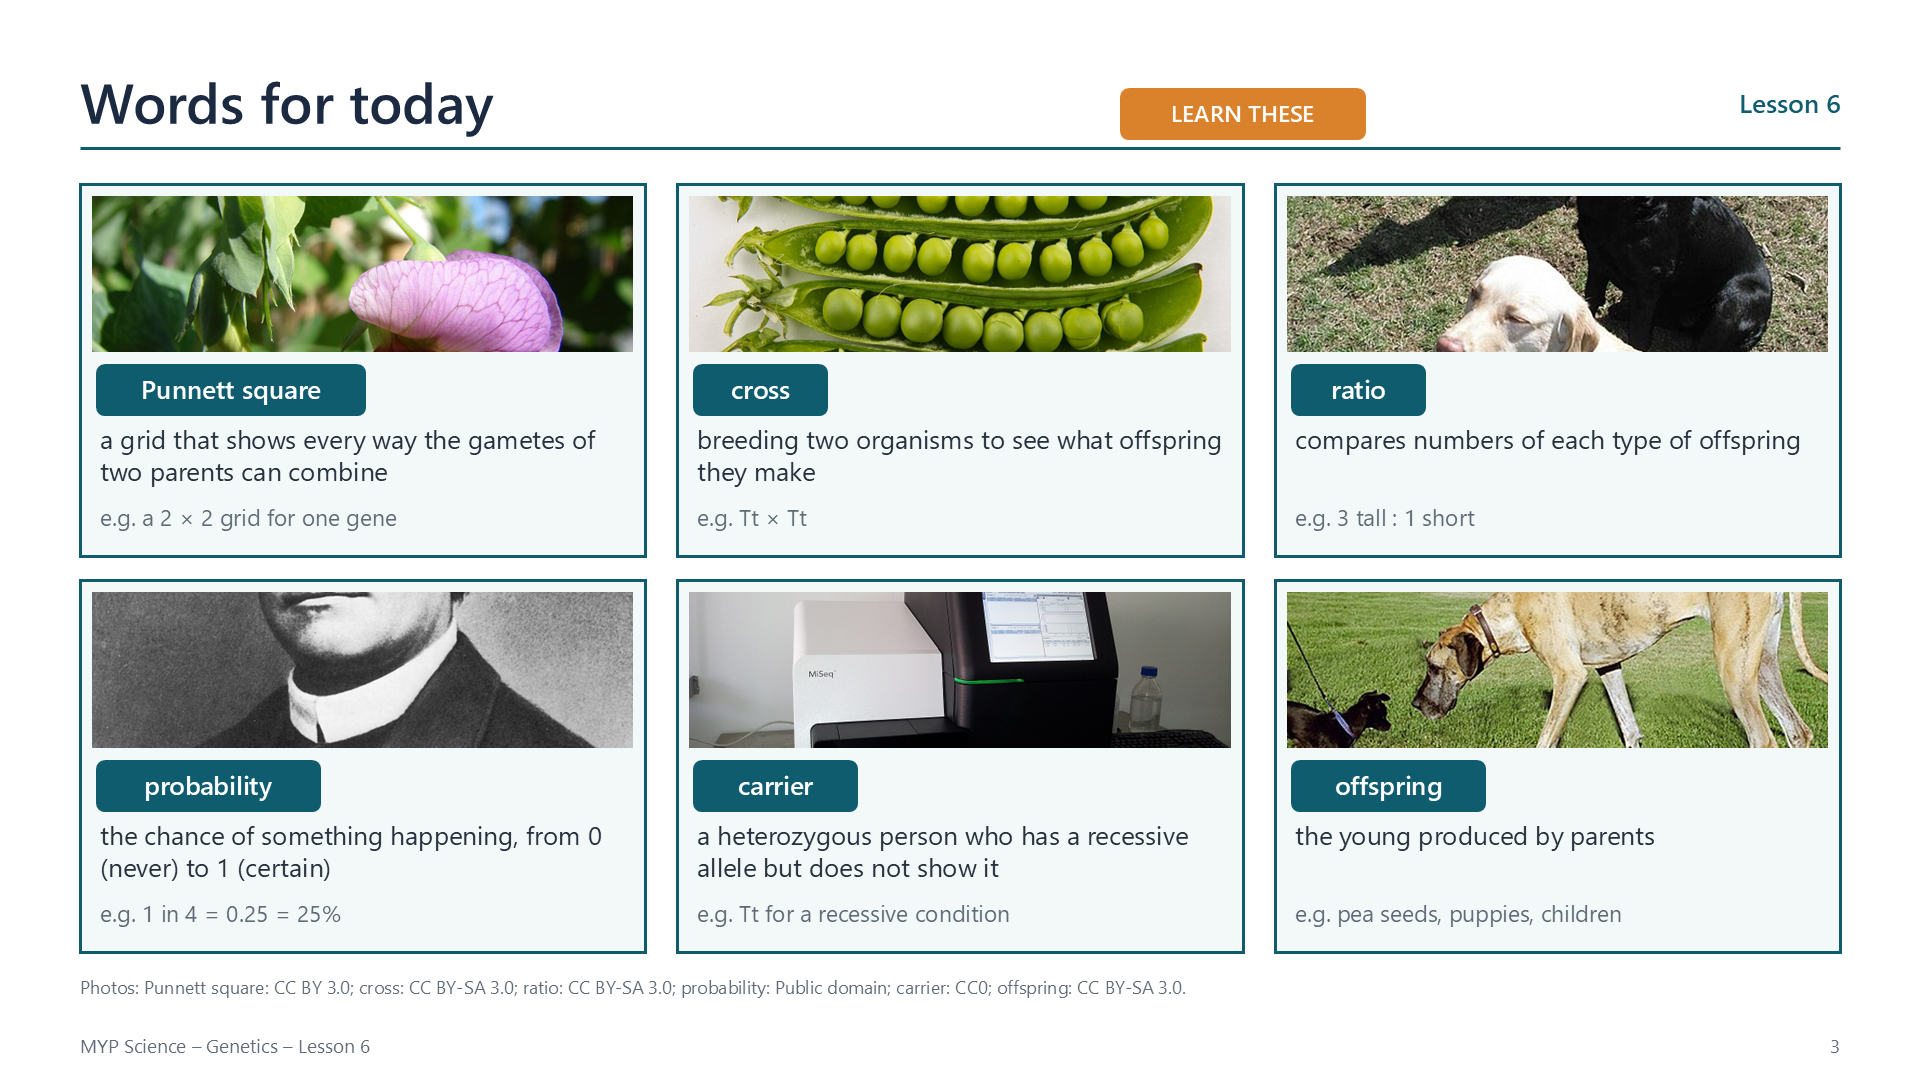 Words for today
LEARN THESE
Lesson 6
Punnett square
a grid that shows every way the gametes of
two parents can combine
e.g. a 2 × 2 grid for one gene
cross
breeding two organisms to see what offspring
they make
e.g. Tt × Tt
ratio
compares numbers of each type of offspring
e.g. 3 tall : 1 short
probability
the chance of something happening, from 0
(never) to 1 (certain)
e.g. 1 in 4 = 0.25 = 25%
MiSeq
carrier
a heterozygous person who has a recessive
allele but does not show it
e.g. Tt for a recessive condition
offspring
the young produced by parents
e.g. pea seeds, puppies, children
Photos: Punnett square: CC BY 3.0; cross: CC BY-SA 3.0; ratio: CC BY-SA 3.0; probability: Public domain; carrier: CC0; offspring: CC BY-SA 3.0.
MYP Science – Genetics – Lesson 6
3